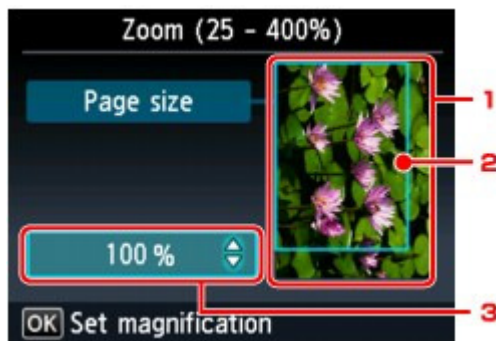 Zoom (25 - 400%)
Page size
1
2
100 %
3
OK Set magnification